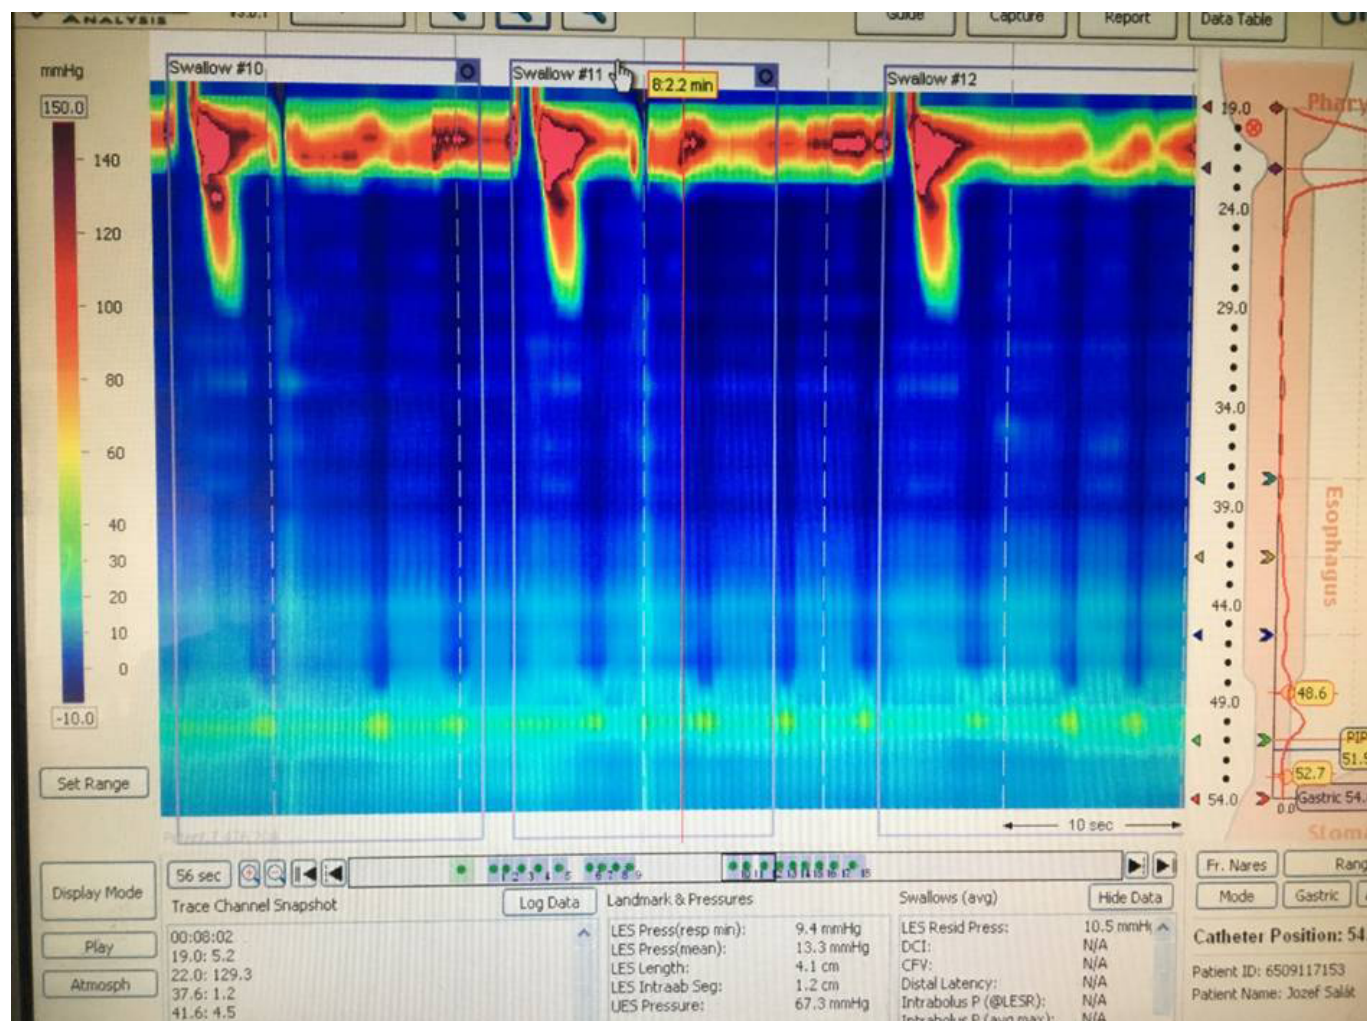 ANALYSIS
Guide
Capture
Report
Data Table
mmHg
150.0
140
120
100
80
60
40
30
20
10
0
-10.0
Set Range
Swallow #10
Swallow #11
8:2.2 min
Swallow #12
10 sec
19.0
24.0
29.0
34.0
39.0
44.0
49.0
54.0
Esophagus
48.6
PIP
52.7
0.0
Gastric 54.
Display Mode
Play
Atmosph
56 sec
Trace Channel Snapshot
Log Data
00:08:02
19.0: 5.2
22.0: 129.3
37.6: 1.2
41.6: 4.5
Landmark & Pressures
LES Press(resp min): 9.4 mmHg
LES Press(mean): 13.3 mmHg
LES Length: 4.1 cm
LES Intraab Seg: 1.2 cm
UES Pressure: 67.3 mmHg
Swallows (avg)
Hide Data
LES Resid Press: 10.5 mmHg
DCI: N/A
CFV: N/A
Distal Latency: N/A
Intrabolus P (@LESR): N/A
Intrabolus P (avg max): N/A
Fr. Nares
Mode
Gastric
Catheter Position: 54
Patient ID: 6509117153
Patient Name: Jozef Salát